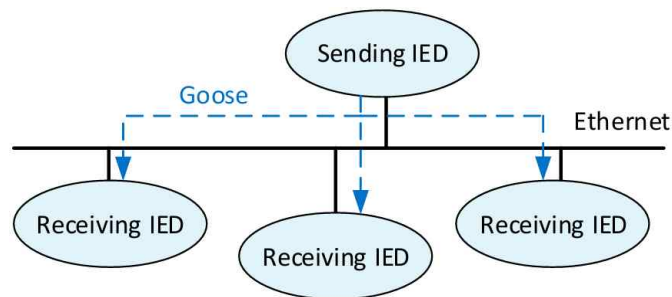 Sending IED
Goose
Ethernet
Receiving IED
Receiving IED
Receiving IED